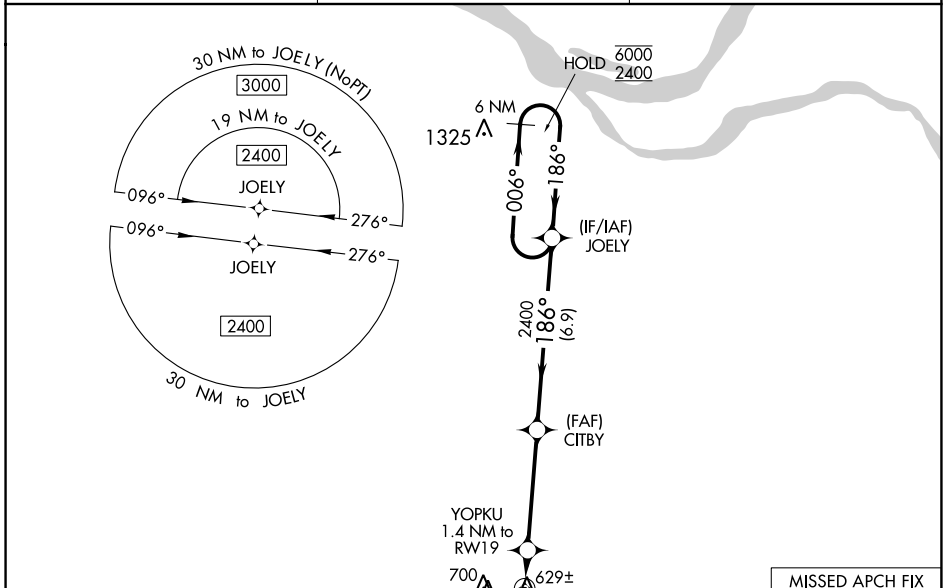 30 NM to JOELY (NoPT)
3000
19 NM to JOELY
2400
JOELY
096°
276°
096°
276°
JOELY
2400
30 NM to JOELY
HOLD
6000
2400
6 NM
1325
006°
186°
(IF/IAF)
JOELY
2400
186°
(6.9)
(FAF)
CITBY
YOPKU
1.4 NM to
RW19
700
629±
MISSED APCH FIX